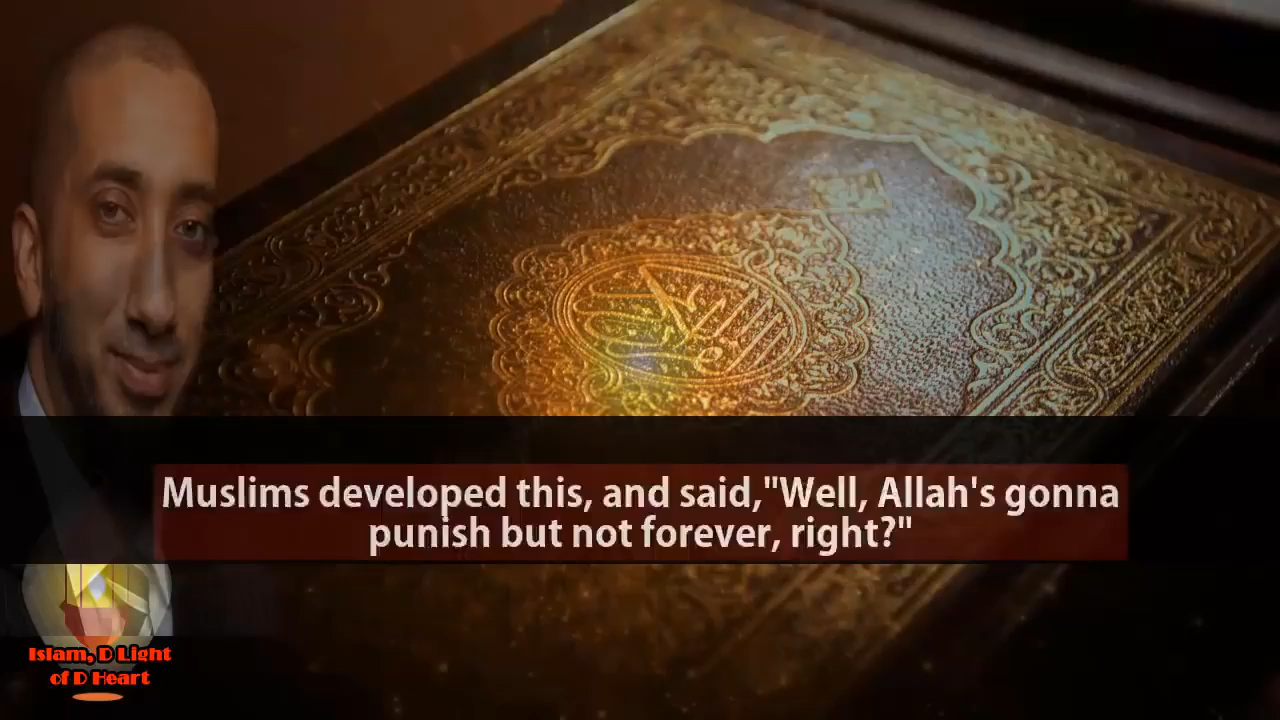 Muslims developed this, and said,"Well, Allah's gonna
punish but not forever, right?"
Islam, D Light
of D Heart